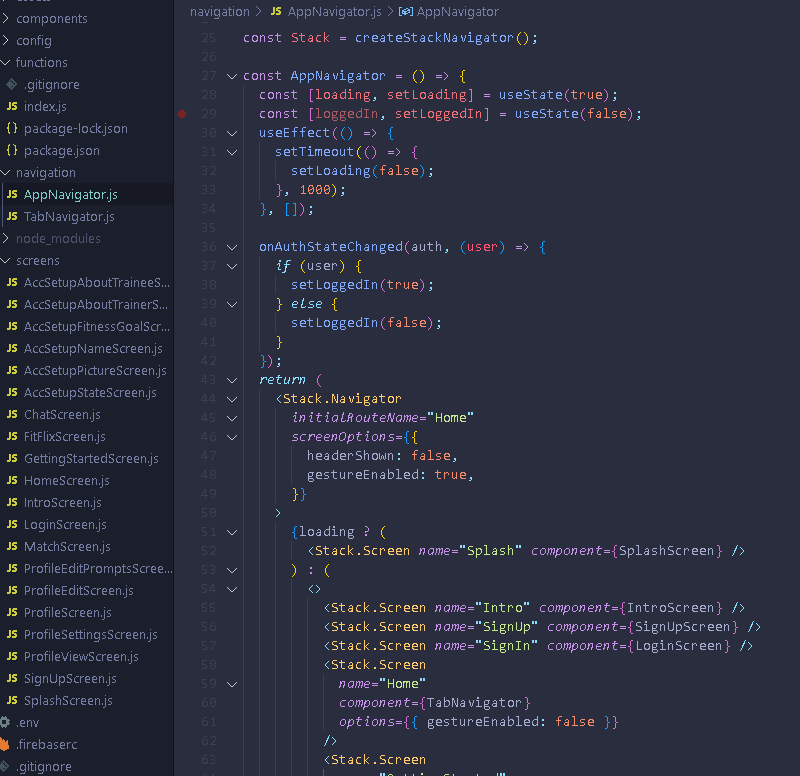 components
config
functions
.gitignore
JS index.js
{} package-lock.json
{} package.json
navigation
JS AppNavigator.js
JS TabNavigator.js
node_modules
screens
JS AccSetupAboutTraineeS...
JS AccSetupAboutTrainerS...
JS AccSetupFitnessGoalScr...
JS AccSetupNameScreen.js
JS AccSetupPictureScreen.js
JS AccSetupStateScreen.js
JS ChatScreen.js
JS FitFlixScreen.js
JS GettingStartedScreen.js
JS HomeScreen.js
JS IntroScreen.js
JS LoginScreen.js
JS MatchScreen.js
JS ProfileEditPromptsScree...
JS ProfileEditScreen.js
JS ProfileScreen.js
JS ProfileSettingsScreen.js
JS ProfileViewScreen.js
JS SignUpScreen.js
JS SplashScreen.js
.env
.firebaserc
.gitignore
navigation > JS AppNavigator.js > AppNavigator
25 const Stack = createStackNavigator();
26
27 const AppNavigator = () => {
28 const [loading, setLoading] = useState(true);
29 const [loggedIn, setLoggedIn] = useState(false);
30 useEffect(() => {
31 setTimeout(() => {
32 setLoading(false);
33 }, 1000);
34 }, []);
35
36 onAuthStateChanged(auth, (user) => {
37 if (user) {
38 setLoggedIn(true);
39 } else {
40 setLoggedIn(false);
41 }
42 });
43 return (
44 <Stack.Navigator
45 initialRouteName="Home"
46 screenOptions={{
47 headerShown: false,
48 gestureEnabled: true,
49 }}
50 >
51 {loading ? (
52 <Stack.Screen name="Splash" component={SplashScreen} />
53 ) : (
54 <>
55 <Stack.Screen name="Intro" component={IntroScreen} />
56 <Stack.Screen name="SignUp" component={SignUpScreen} />
57 <Stack.Screen name="SignIn" component={LoginScreen} />
58 <Stack.Screen
59 name="Home"
60 component={TabNavigator}
61 options={{ gestureEnabled: false }}
62 />
63 <Stack.Screen